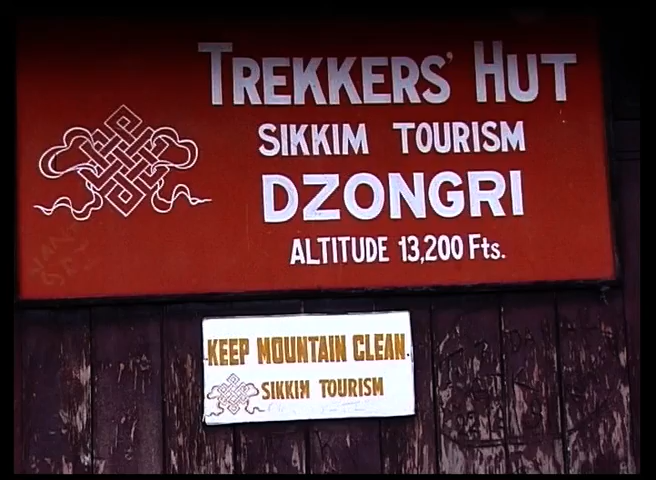 TREKKERS' HUT
SIKKIM TOURISM
DZONGRI
ALTITUDE 13,200 Fts.
KEEP MOUNTAIN CLEAN.
SIKKIM TOURISM